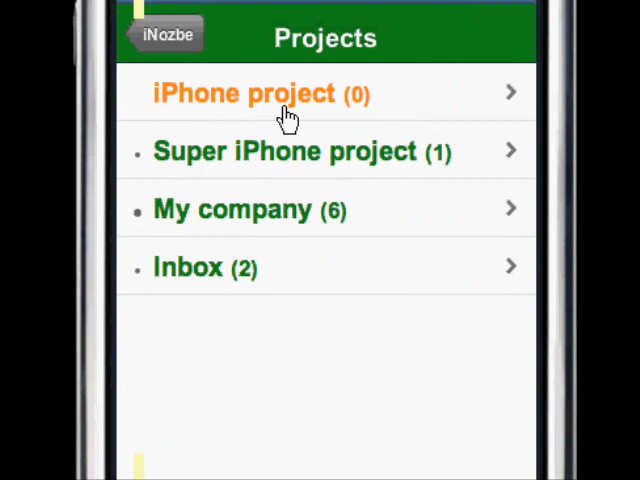 iNozbe
Projects
iPhone project (0)
Super iPhone project (1)
My company (6)
Inbox (2)